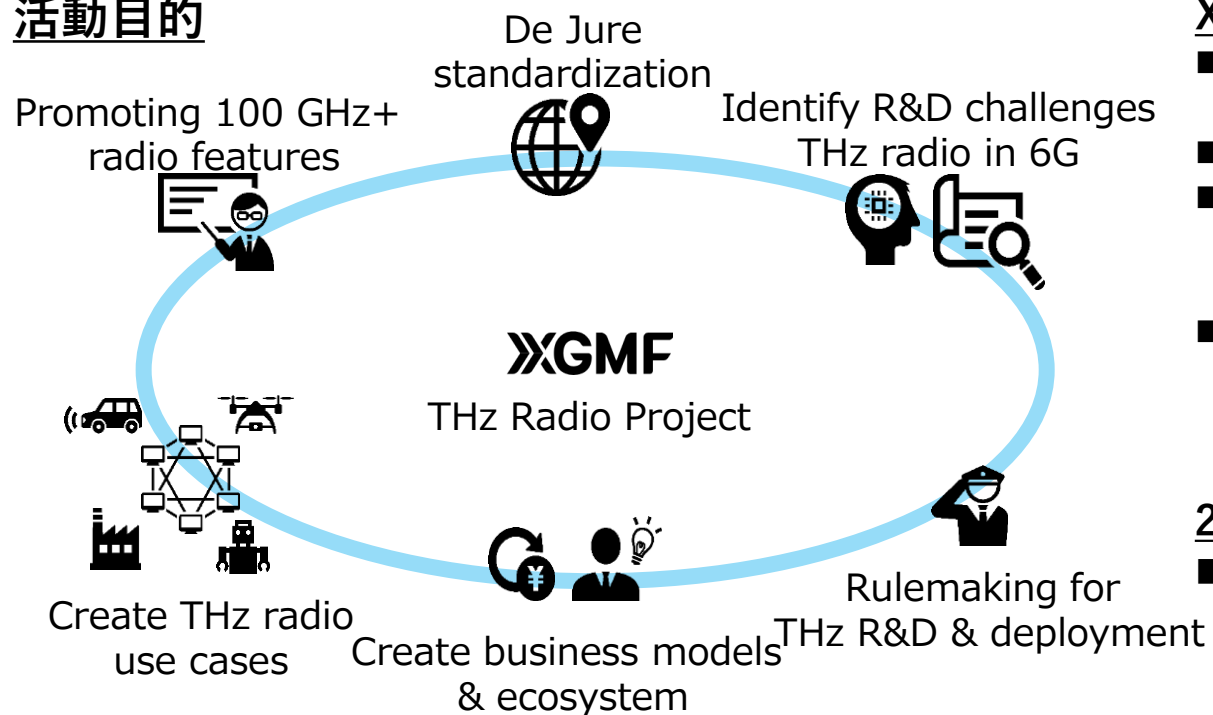 活動目的
De Jure
standardization
Promoting 100 GHz+
radio features
Identify R&D challenges
THz radio in 6G
XGMF
THz Radio Project
Create THz radio
use cases
Create business models
& ecosystem
Rulemaking for
THz R&D & deployment
X
2
¥